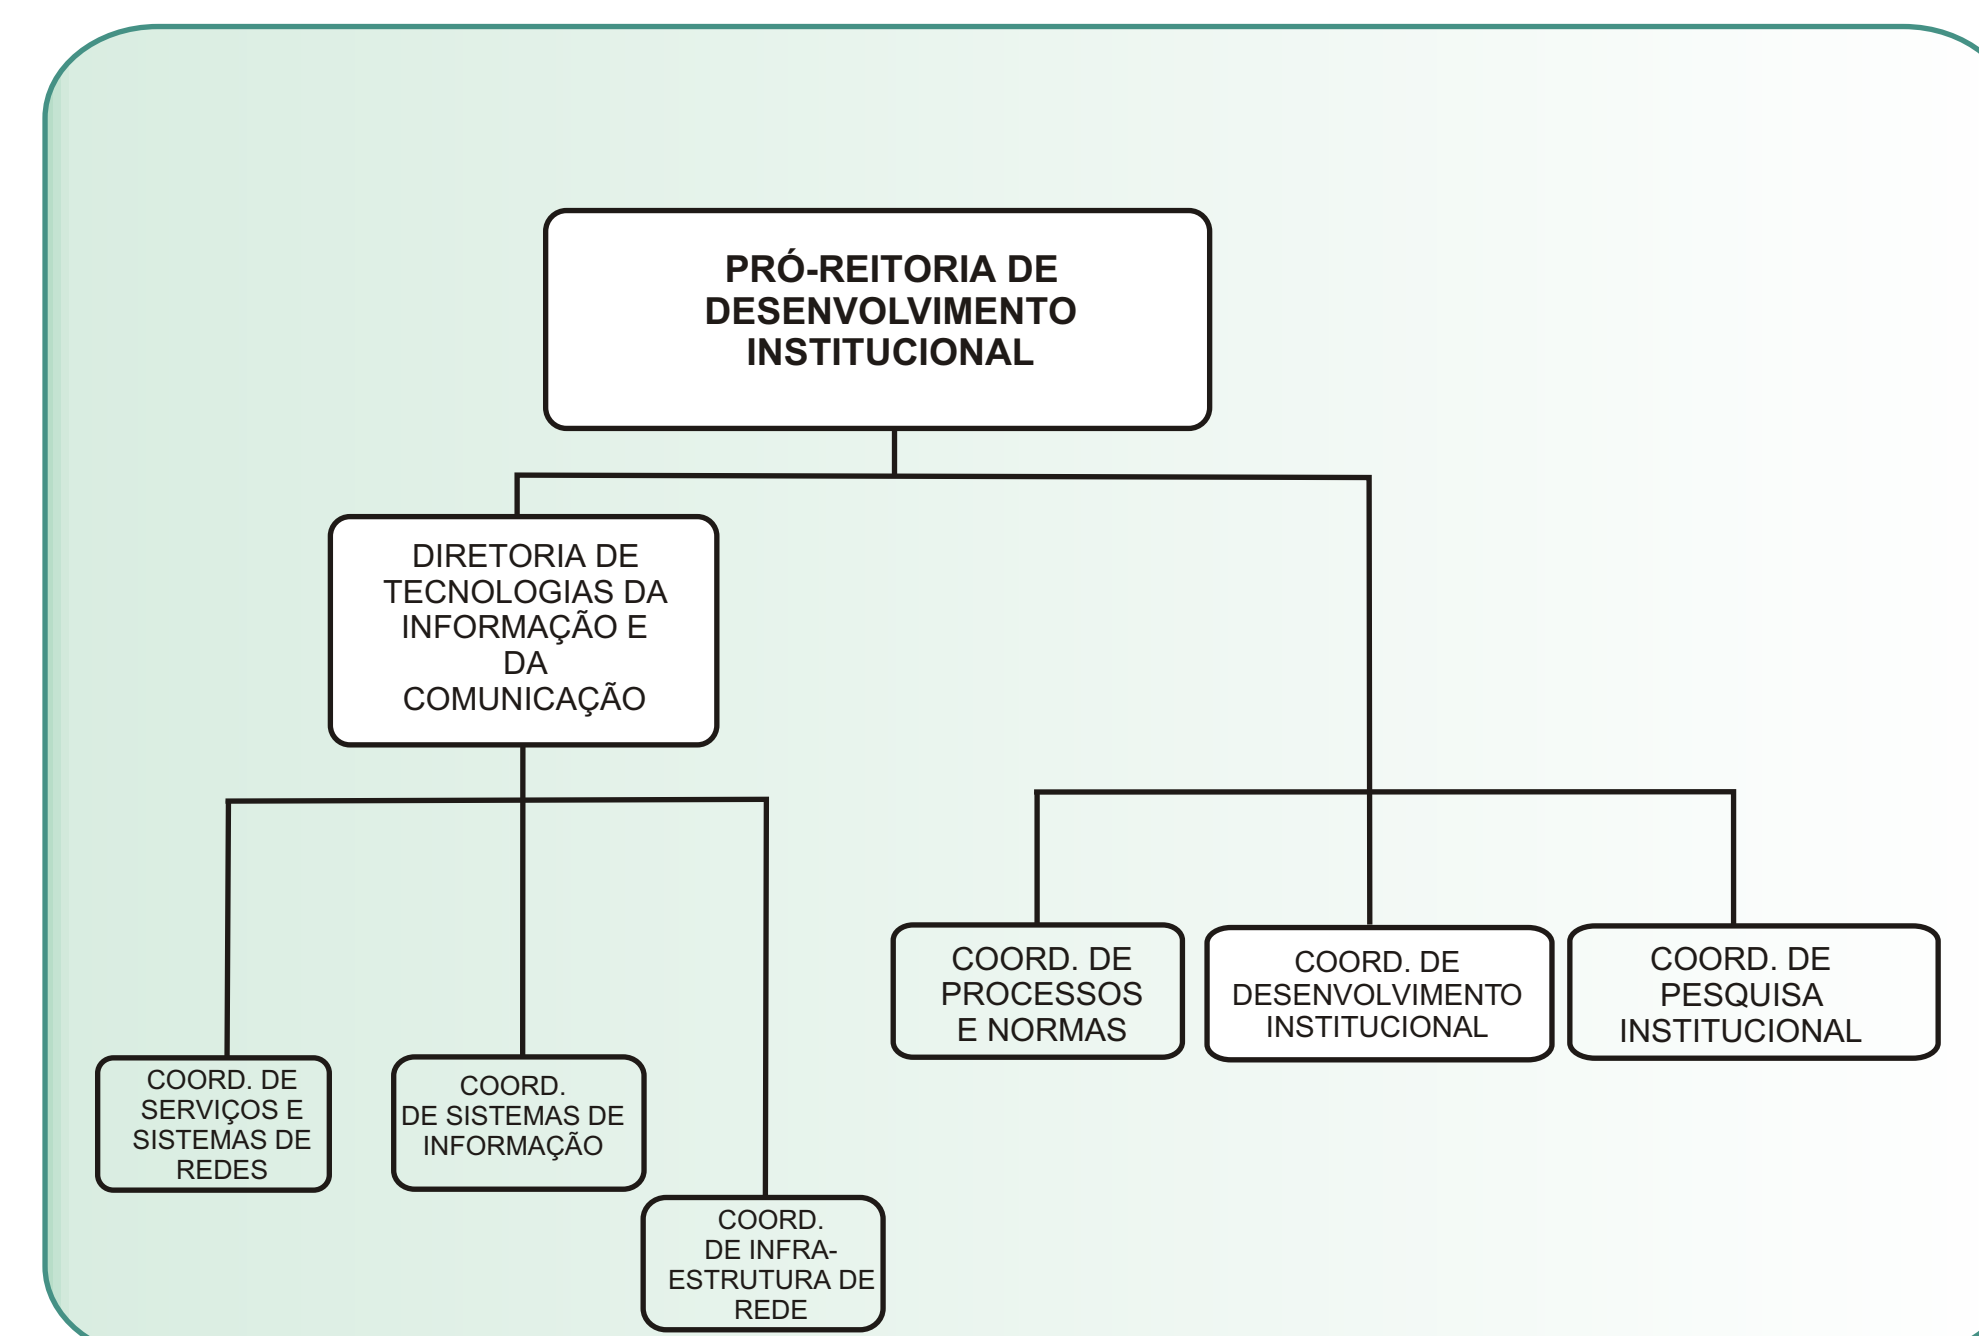 PRÓ-REITORIA DE
DESENVOLVIMENTO
INSTITUCIONAL
DIRETORIA DE
TECNOLOGIAS DA
INFORMAÇÃO E
DA
COMUNICAÇÃO
COORD. DE
PROCESSOS
E NORMAS
COORD. DE
DESENVOLVIMENTO
INSTITUCIONAL
COORD. DE
PESQUISA
INSTITUCIONAL
COORD. DE
SERVIÇOS E
SISTEMAS DE
REDES
COORD.
DE SISTEMAS DE
INFORMAÇÃO
COORD.
DE INFRA-
ESTRUTURA DE
REDE